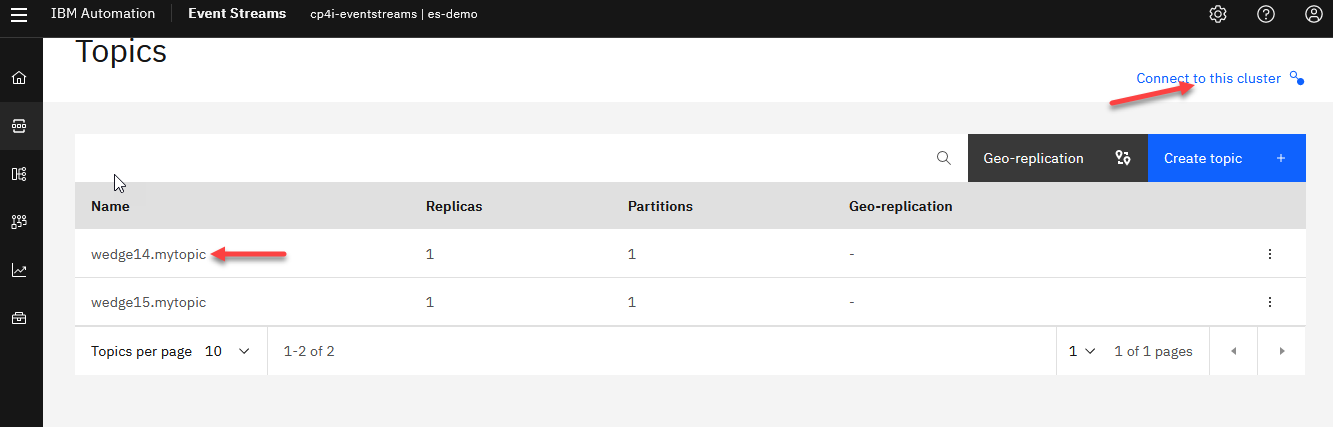 IBM Automation Event Streams cp4i-eventstreams | es-demo
Topics
Connect to this cluster
Geo-replication Create topic +
Name Replicas Partitions Geo-replication
wedge14.mytopic 1 1 -
wedge15.mytopic 1 1 -
Topics per page 10 1-2 of 2 1 1 of 1 pages